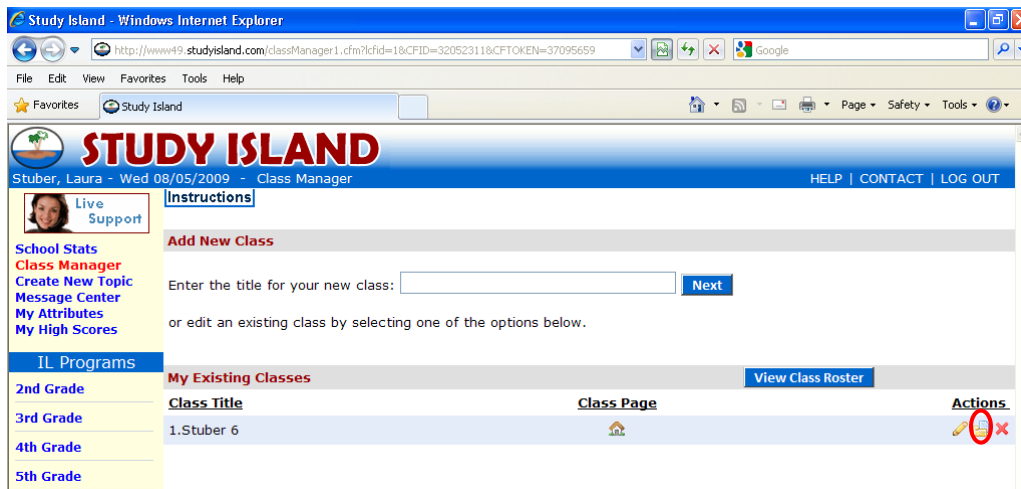 Study Island - Windows Internet Explorer
http://www49.studyisland.com/classManager1.cfm?lcfid=1&CFID=32052311&CFTOKEN=37095659
Google
File Edit View Favorites Tools Help
Favorites Study Island Page Safety Tools
STUDY ISLAND
Stuber, Laura - Wed 08/05/2009 - Class Manager HELP | CONTACT | LOG OUT
Live
Support
Instructions
School Stats
Class Manager
Create New Topic
Message Center
My Attributes
My High Scores
Add New Class
Enter the title for your new class: Next
or edit an existing class by selecting one of the options below.
IL Programs
2nd Grade
3rd Grade
4th Grade
5th Grade
My Existing Classes View Class Roster
Class Title Class Page Actions
1.Stuber 6